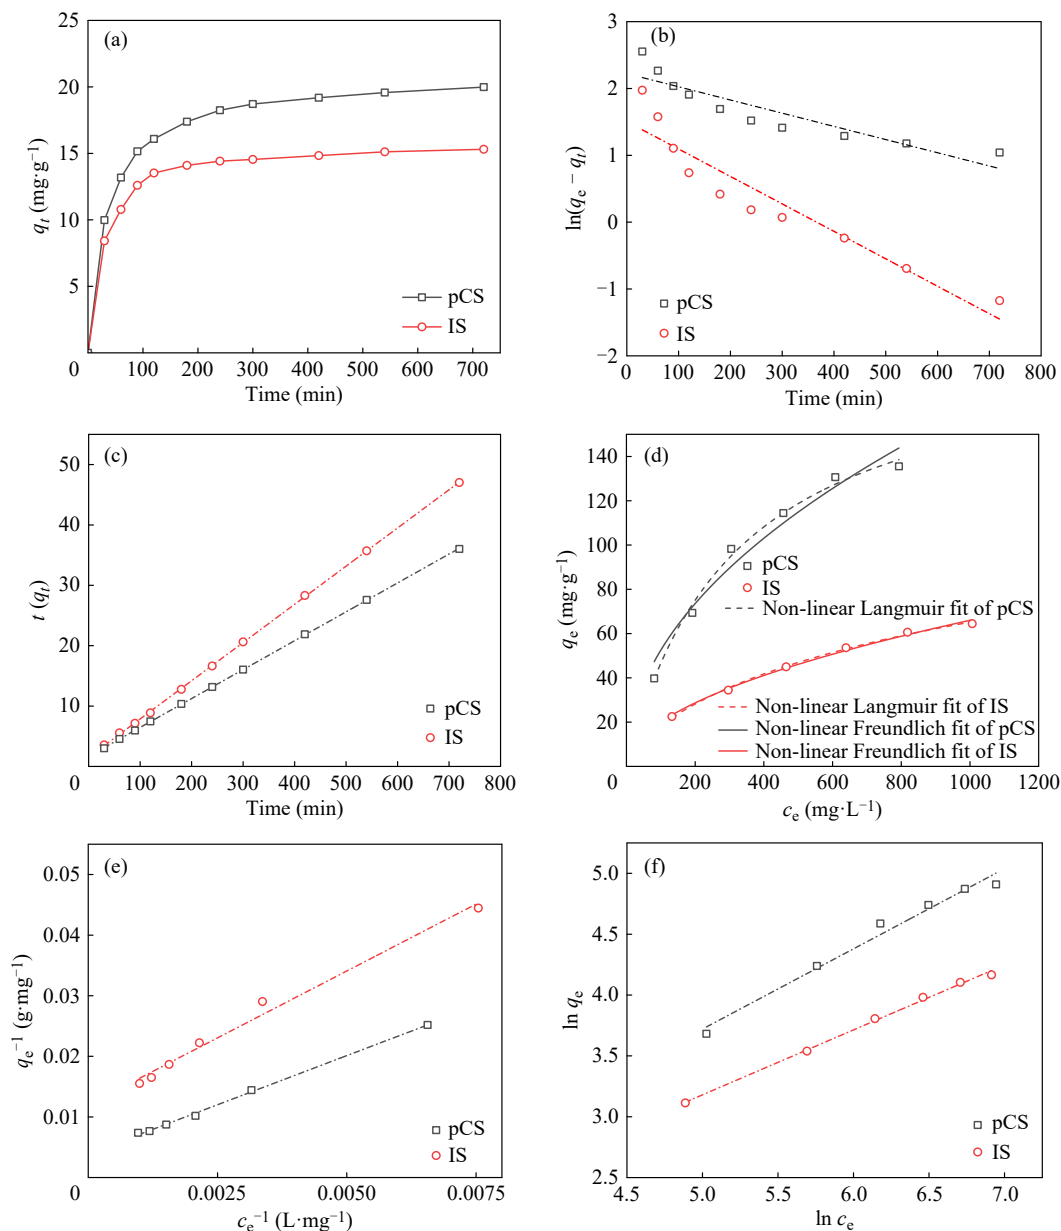 (a)
25
20
15
10
5
0
100 200 300 400 500 600 700
q_t (mg·g⁻¹)
Time (min)
pCS
IS
(b)
3
2
1
0
−1
−2
0 100 200 300 400 500 600 700 800
ln(q_e − q_t)
Time (min)
pCS
IS
(c)
50
40
30
20
10
0 100 200 300 400 500 600 700 800
t (q_t)
Time (min)
pCS
IS
(d)
140
120
100
80
60
40
20
0 200 400 600 800 1000 1200
q_e (mg·g⁻¹)
c_e (mg·L⁻¹)
pCS
IS
Non-linear Langmuir fit of pCS
Non-linear Langmuir fit of IS
Non-linear Freundlich fit of pCS
Non-linear Freundlich fit of IS
(e)
0.05
0.04
0.03
0.02
0.01
0
0.0025 0.0050 0.0075
q_e⁻¹ (g·mg⁻¹)
c_e⁻¹ (L·mg⁻¹)
pCS
IS
(f)
5.0
4.5
4.0
3.5
3.0
2.5
4.5 5.0 5.5 6.0 6.5 7.0
ln q_e
ln c_e
pCS
IS